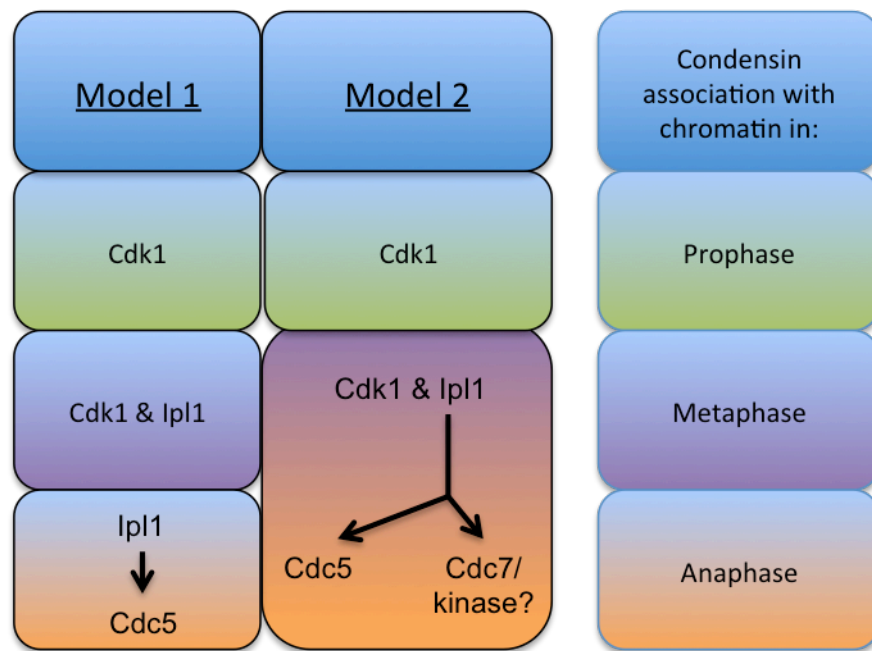 Model 1
Model 2
Condensin
association with
chromatin in:
Cdk1
Cdk1
Prophase
Cdk1 & Ipl1
Cdk1 & Ipl1
Metaphase
Ipl1
Cdc5
Cdc5
Cdc7/
kinase?
Anaphase